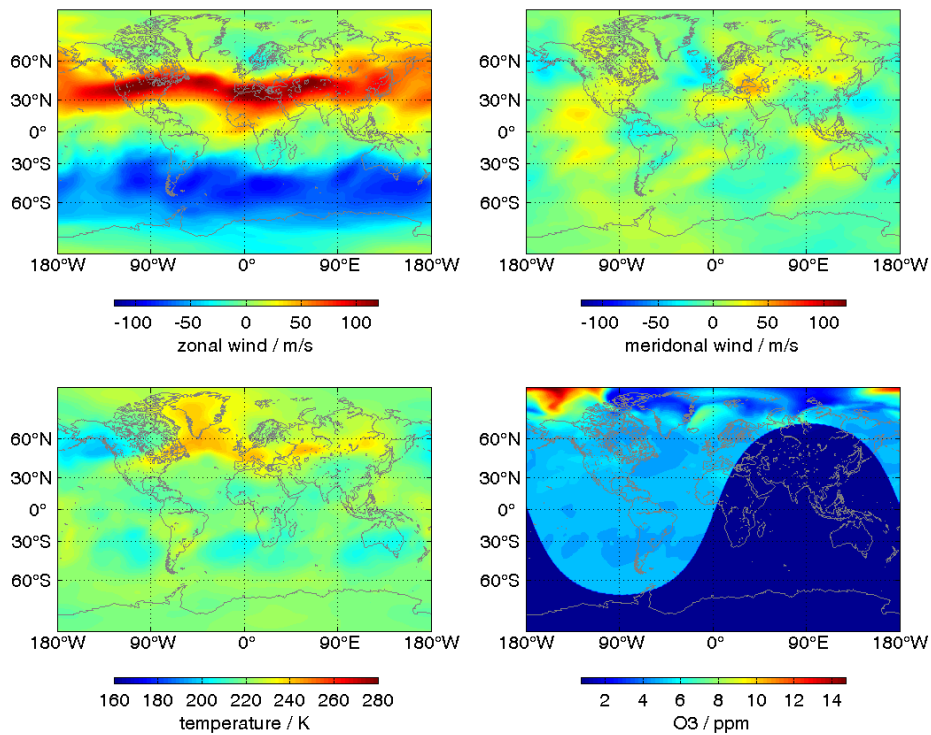 60°N
30°N
0°
30°S
60°S
180°W 90°W 0° 90°E 180°W
-100 -50 0 50 100
zonal wind / m/s
60°N
30°N
0°
30°S
60°S
180°W 90°W 0° 90°E 180°W
-100 -50 0 50 100
meridonal wind / m/s
60°N
30°N
0°
30°S
60°S
180°W 90°W 0° 90°E 180°W
160 180 200 220 240 260 280
temperature / K
60°N
30°N
0°
30°S
60°S
180°W 90°W 0° 90°E 180°W
2 4 6 8 10 12 14
O3 / ppm